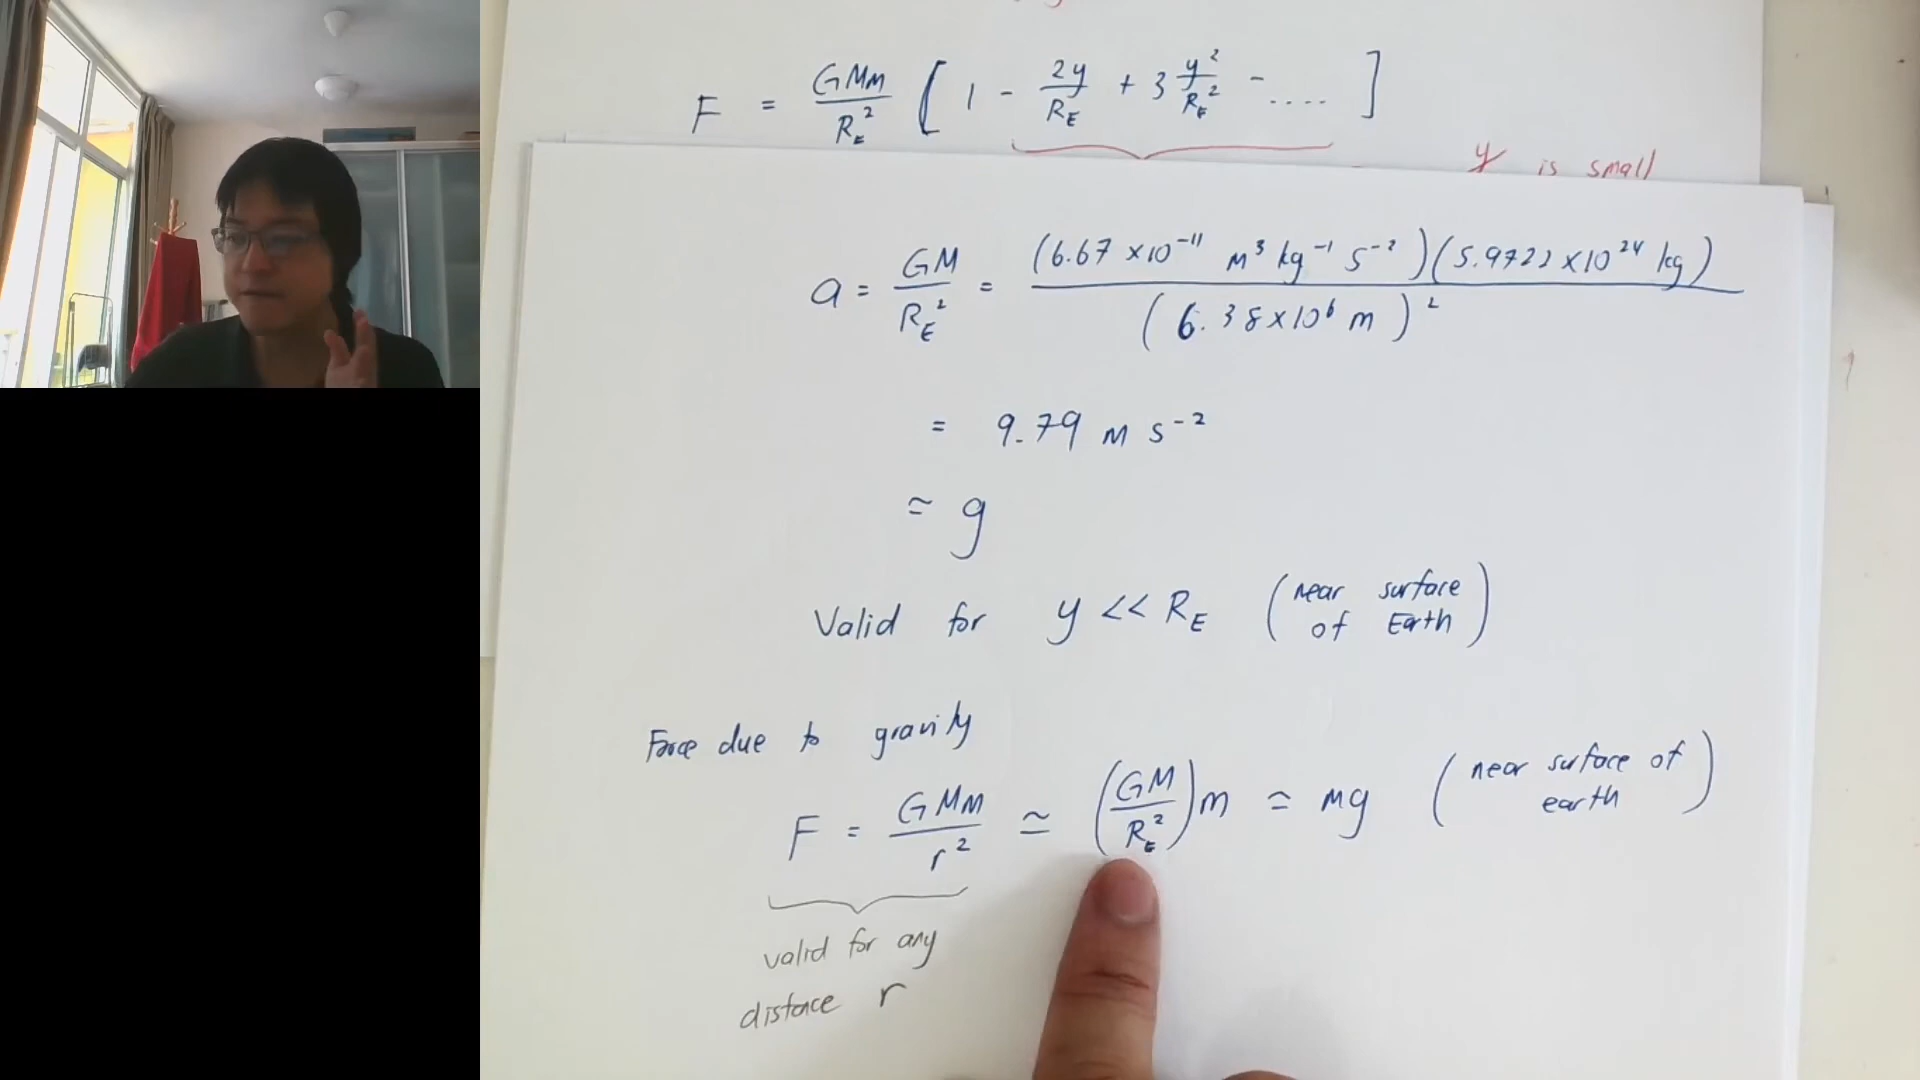 F = GMm/R_E² [ 1 - 2y/R_E + 3 y²/R_E² - .... ]
y is small
a = GM/R_E² = (6.67 × 10⁻¹¹ m³ kg⁻¹ s⁻²)(5.9722 × 10²⁴ kg) / (6.38 × 10⁶ m)²
= 9.79 m s⁻²
≃ g
Valid for y << R_E (near surface of Earth)
Force due to gravity
F = GMm/r² ≃ (GM/R_E²)m ≃ mg (near surface of earth)
valid for any
distance r